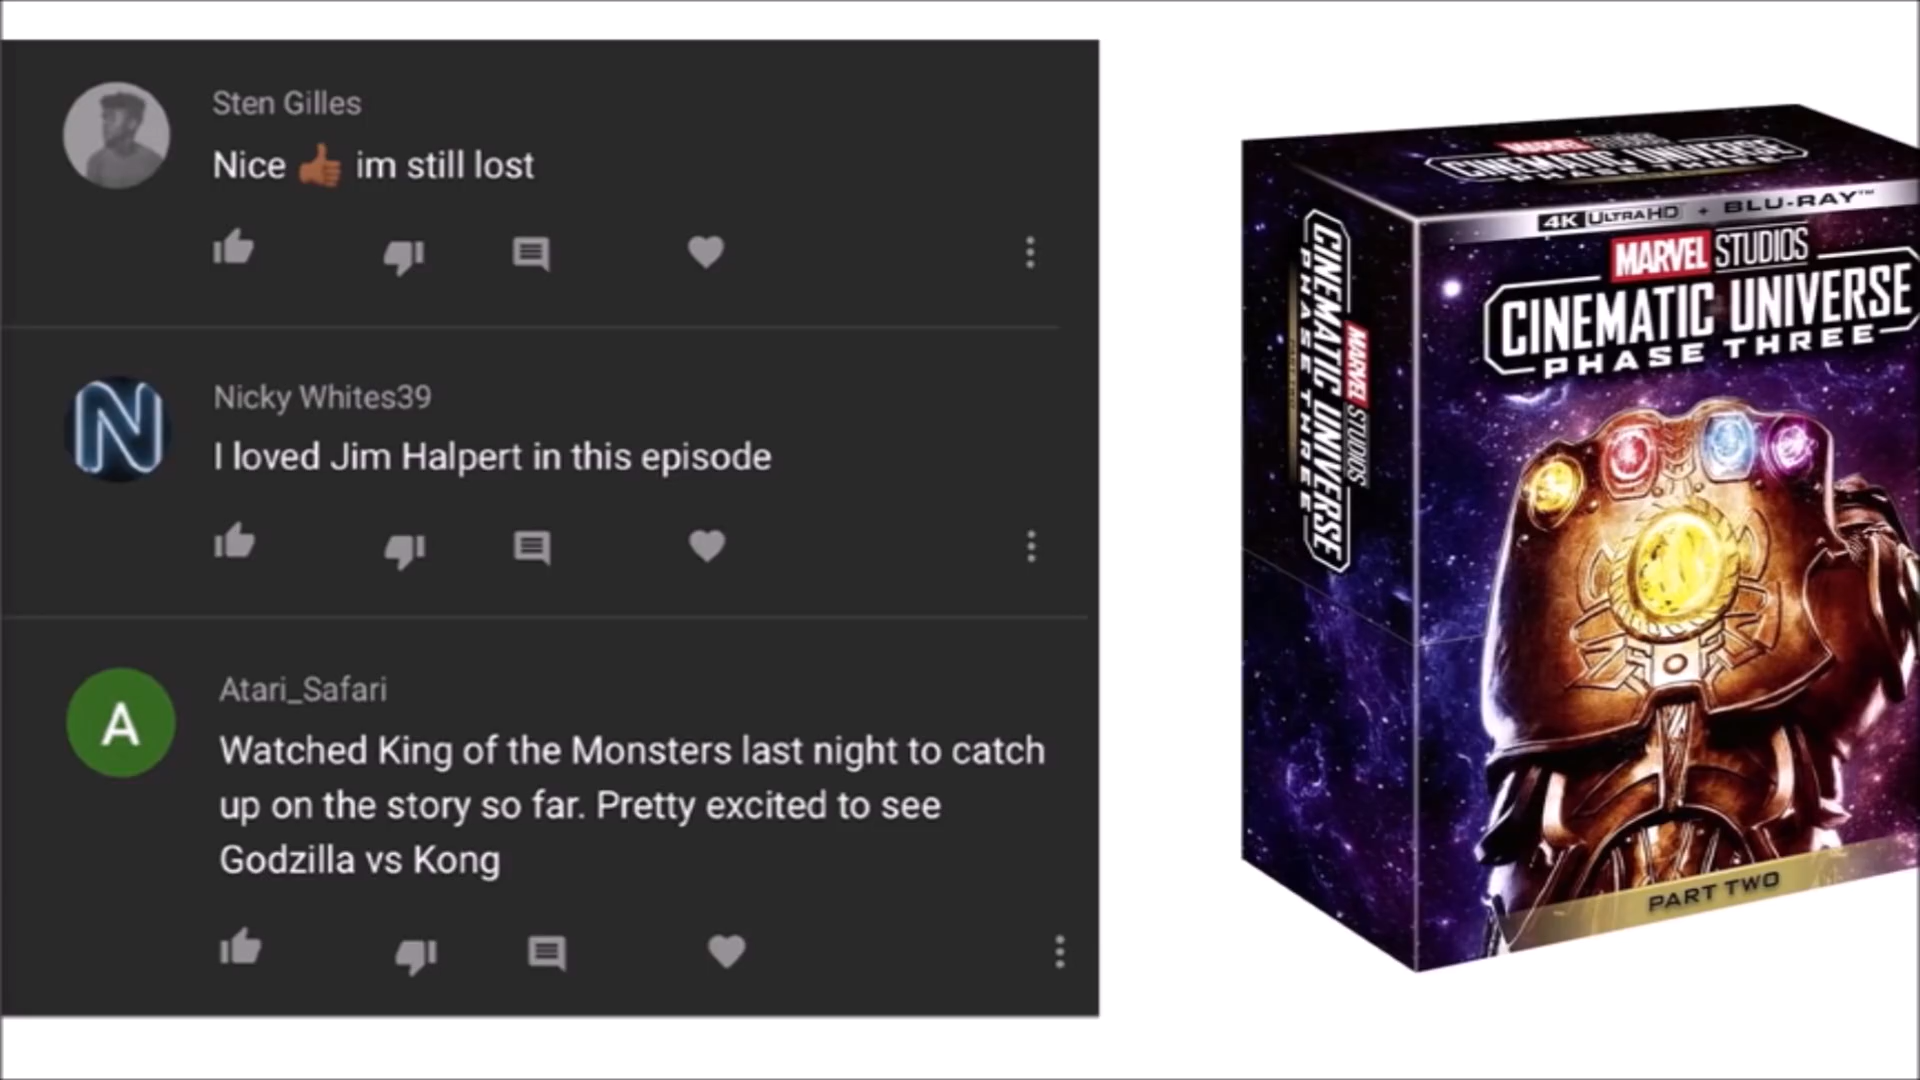 Sten Gilles
Nice 👍🏾 im still lost
Nicky Whites39
I loved Jim Halpert in this episode
A
Atari_Safari
Watched King of the Monsters last night to catch
up on the story so far. Pretty excited to see
Godzilla vs Kong
N
MARVEL STUDIOS
CINEMATIC UNIVERSE
PHASE THREE
MARVEL STUDIOS
CINEMATIC UNIVERSE
PHASE THREE
4K ULTRA HD + BLU-RAY™
MARVEL STUDIOS
CINEMATIC UNIVERSE
PHASE THREE
PART TWO